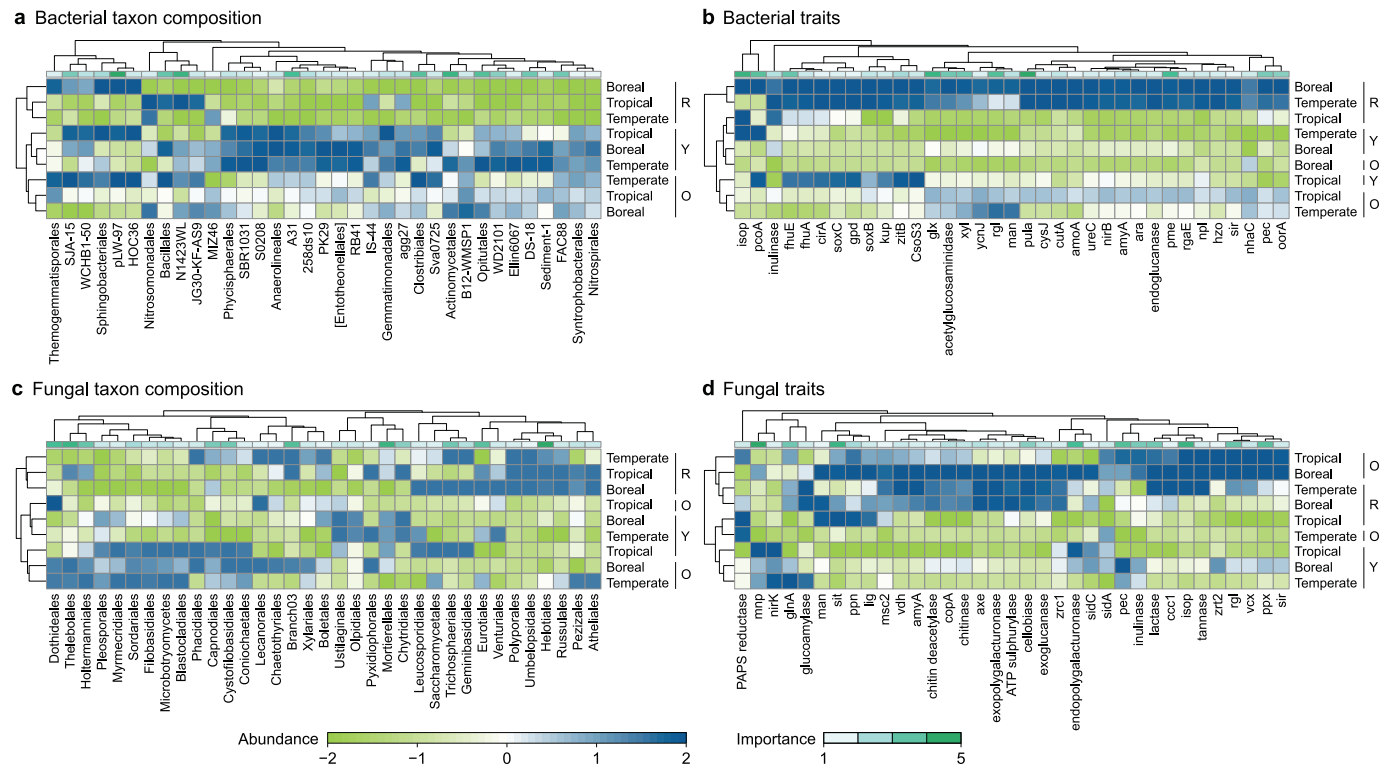 a Bacterial taxon composition
Boreal
Tropical
Temperate
Tropical
Boreal
Temperate
Temperate
Tropical
Boreal
R
Y
O
Themogemmatisporales
SJA-15
WCHB1-50
Sphingobacteriales
pLW-97
HOC36
Nitrosomonadales
Bacillales
N1423WL
JG30-KF-AS9
MIZ46
Phycisphaerales
SBR1031
S0208
Anaerolineales
A31
258ds10
PK29
[Entotheonellales]
RB41
IS-44
Gemmatimonadales
agg27
Clostribiales
Sva0725
Actinomycetales
B12-WMSP1
Opitutales
WD2101
Ellin6067
DS-18
Sediment-1
FAC88
Syntrophobacterales
Nitrospirales
b Bacterial traits
Boreal
Temperate
Tropical
Temperate
Boreal
Boreal
Tropical
Tropical
Temperate
R
Y
O
Y
O
isop
pcoA
inulinase
fhuE
fhuA
cirA
soxC
gpd
soxB
kup
zitB
CsoS3
glx
acetylglucosaminidase
xyl
ycnJ
rgl
man
pula
cysJ
cutA
amoA
ureC
nirB
amyA
ara
endoglucanase
pme
rgaE
npl
hzo
sir
nhaC
pec
oorA
c Fungal taxon composition
Temperate
Tropical
Boreal
Tropical
Boreal
Temperate
Tropical
Boreal
Temperate
R
O
Y
O
Dothideales
Thelebolales
Holtermanniales
Pleosporales
Myrmecridiales
Sordariales
Filobasidiales
Microbotryomycetes
Blastocladiales
Phacidiales
Capnodiales
Cystofilobasidiales
Coniochaetales
Lecanorales
Chaetothyriales
Branch03
Xylariales
Boletales
Ustilaginales
Olpidiales
Pyxidiophorales
Mortierellales
Chytridiales
Leucosporidiales
Saccharomycetales
Trichosphaeriales
Geminibasidiales
Eurotiales
Venturiales
Polyporales
Umbelopsidales
Helotiales
Russulales
Pezizales
Atheliales
d Fungal traits
Tropical
Boreal
Temperate
Boreal
Tropical
Temperate
Tropical
Boreal
Temperate
O
R
O
Y
PAPS reductase
mnp
nirK
glnA
glucoamylase
man
sit
ppn
lig
msc2
vdh
amyA
chitin deacetylase
copA
chitinase
axe
exopolygalacturonase
ATP sulphurylase
cellobiase
exoglucanase
zrc1
endopolygalacturonase
sidC
sidA
pec
inulinase
lactase
ccc1
isop
tannase
zrt2
rgl
vcx
ppx
sir
Abundance
−2 −1 0 1 2
Importance
1 5